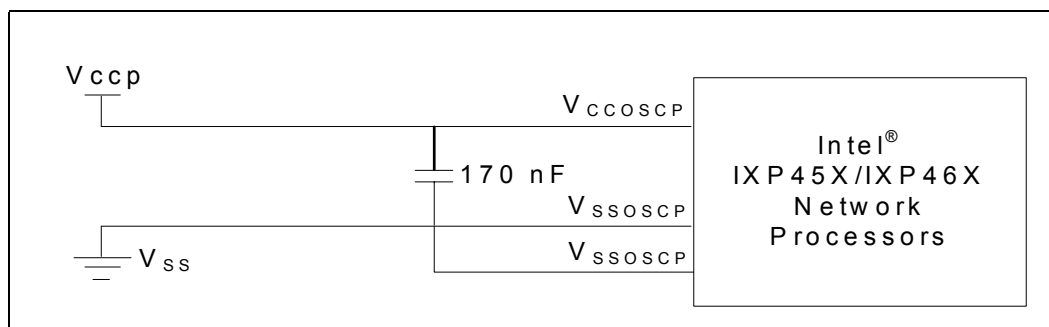 Vccp
VCCOSCP
170 nF
VSSOSCP
VSS
VSSOSCP
Intel®
IXP45X/IXP46X
Network
Processors